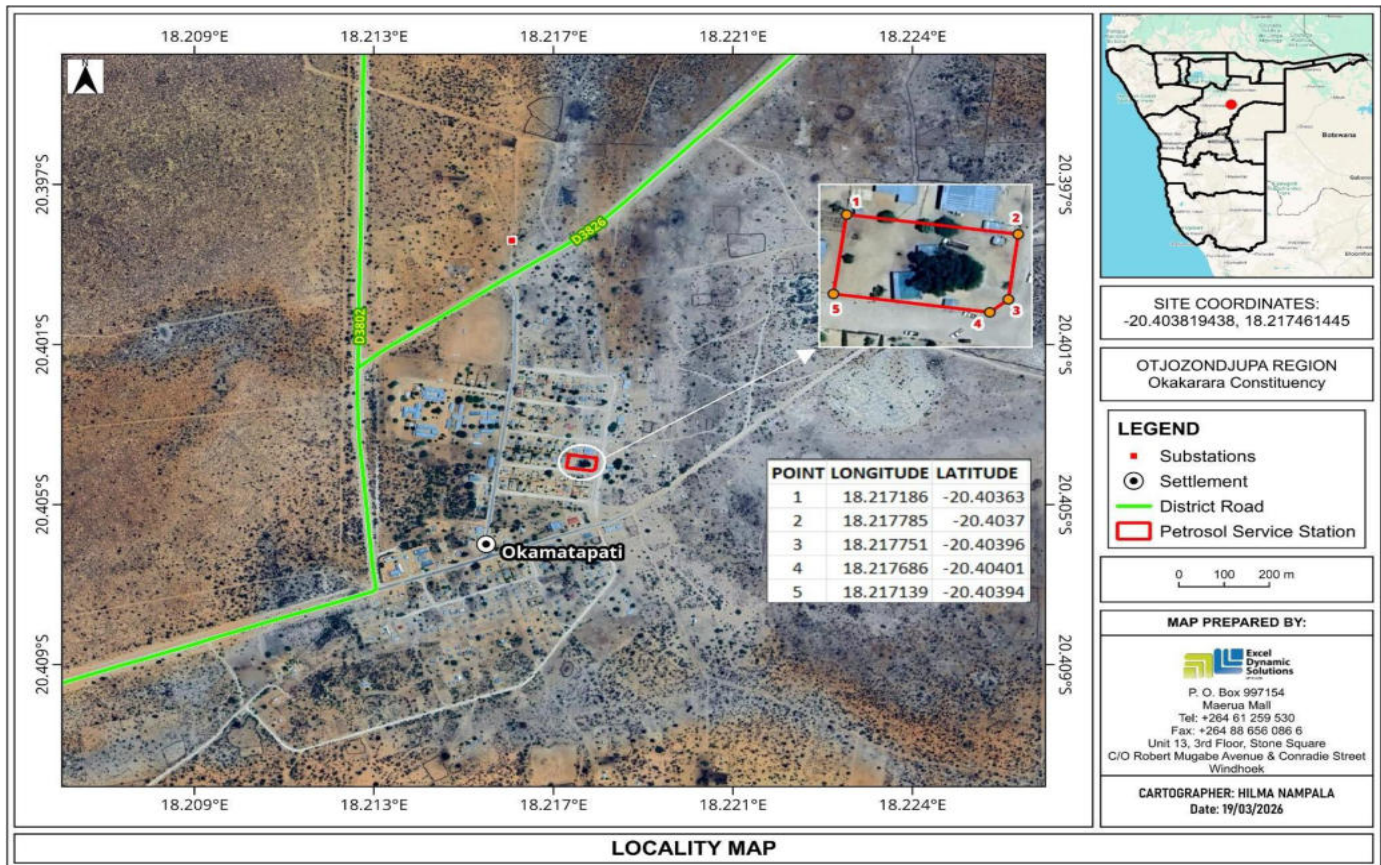 18.209°E 18.213°E 18.217°E 18.221°E 18.224°E
N
20.397°S
20.401°S
20.405°S
20.409°S
20.397°S
20.401°S
20.405°S
20.409°S
D3802
D3826
Okamatapati
1
2
3
4
5
POINT LONGITUDE LATITUDE
1 18.217186 -20.40363
2 18.217785 -20.4037
3 18.217751 -20.40396
4 18.217686 -20.40401
5 18.217139 -20.40394
18.209°E 18.213°E 18.217°E 18.221°E 18.224°E
LOCALITY MAP
Botswana
SITE COORDINATES:
-20.403819438, 18.217461445
OTJOZONDJUPA REGION
Okakarara Constituency
LEGEND
Substations
Settlement
District Road
Petrosol Service Station
0 100 200 m
MAP PREPARED BY:
Excel
Dynamic
Solutions
P. O. Box 997154
Maerua Mall
Tel: +264 61 259 530
Fax: +264 88 656 086 6
Unit 13, 3rd Floor, Stone Square
C/O Robert Mugabe Avenue & Conradie Street
Windhoek
CARTOGRAPHER: HILMA NAMPALA
Date: 19/03/2026